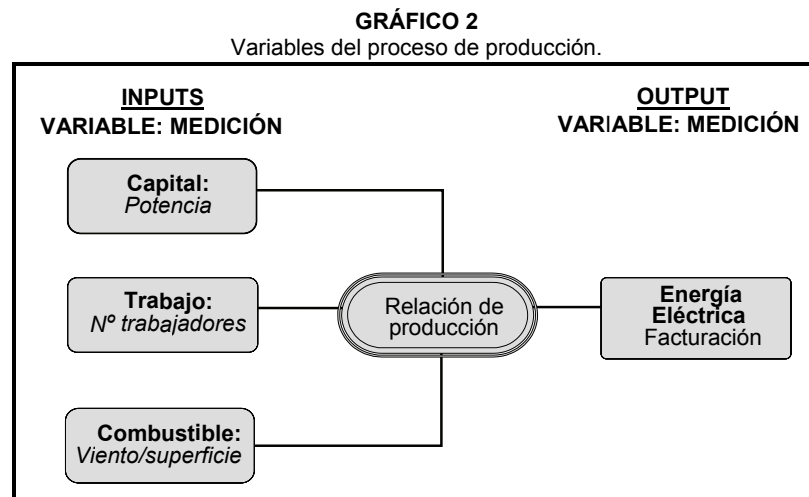 GRÁFICO 2
Variables del proceso de producción.
INPUTS
VARIABLE: MEDICIÓN
OUTPUT
VARIABLE: MEDICIÓN
Capital:
Potencia
Trabajo:
Nº trabajadores
Relación de
producción
Energía
Eléctrica
Facturación
Combustible:
Viento/superficie